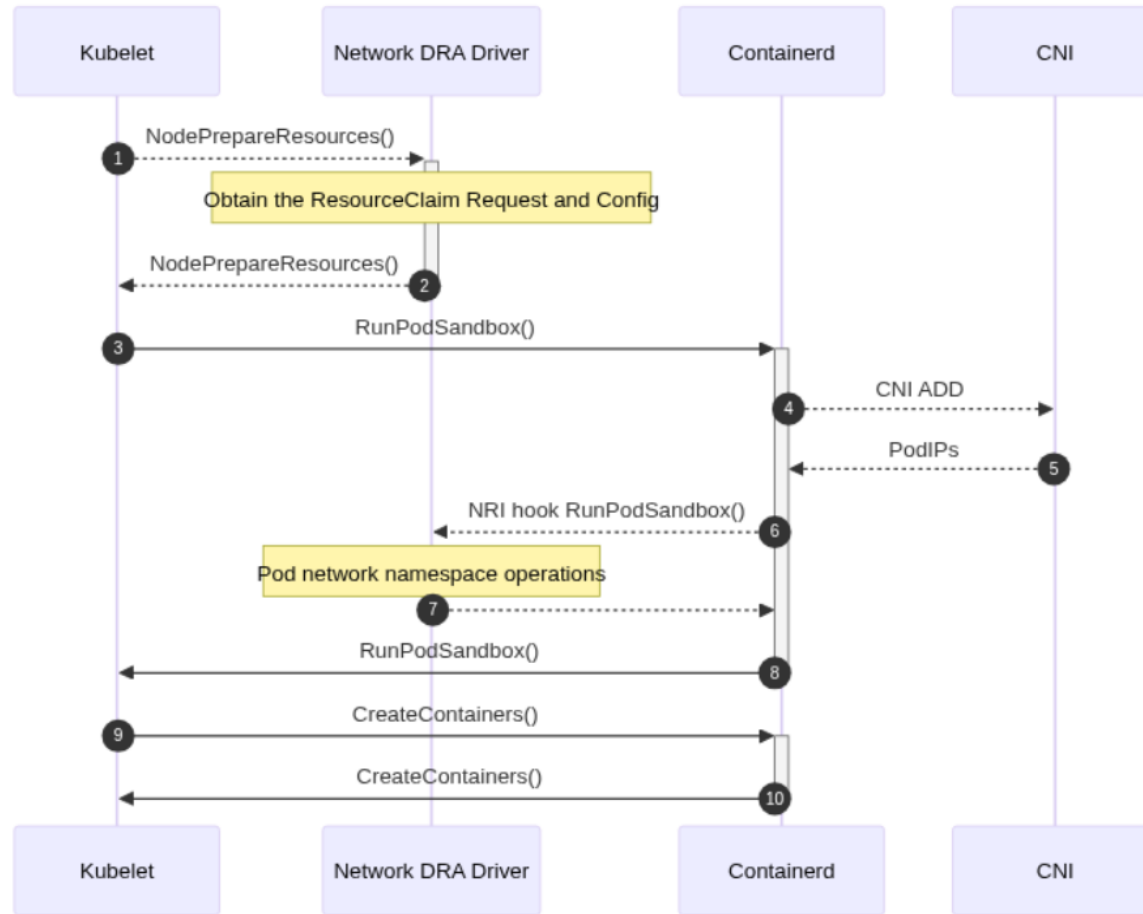 Kubelet
Network DRA Driver
Containerd
CNI
NodePrepareResources()
1
Obtain the ResourceClaim Request and Config
NodePrepareResources()
2
RunPodSandbox()
3
CNI ADD
4
PodIPs
5
NRI hook RunPodSandbox()
6
Pod network namespace operations
7
RunPodSandbox()
8
CreateContainers()
9
CreateContainers()
10
Kubelet
Network DRA Driver
Containerd
CNI